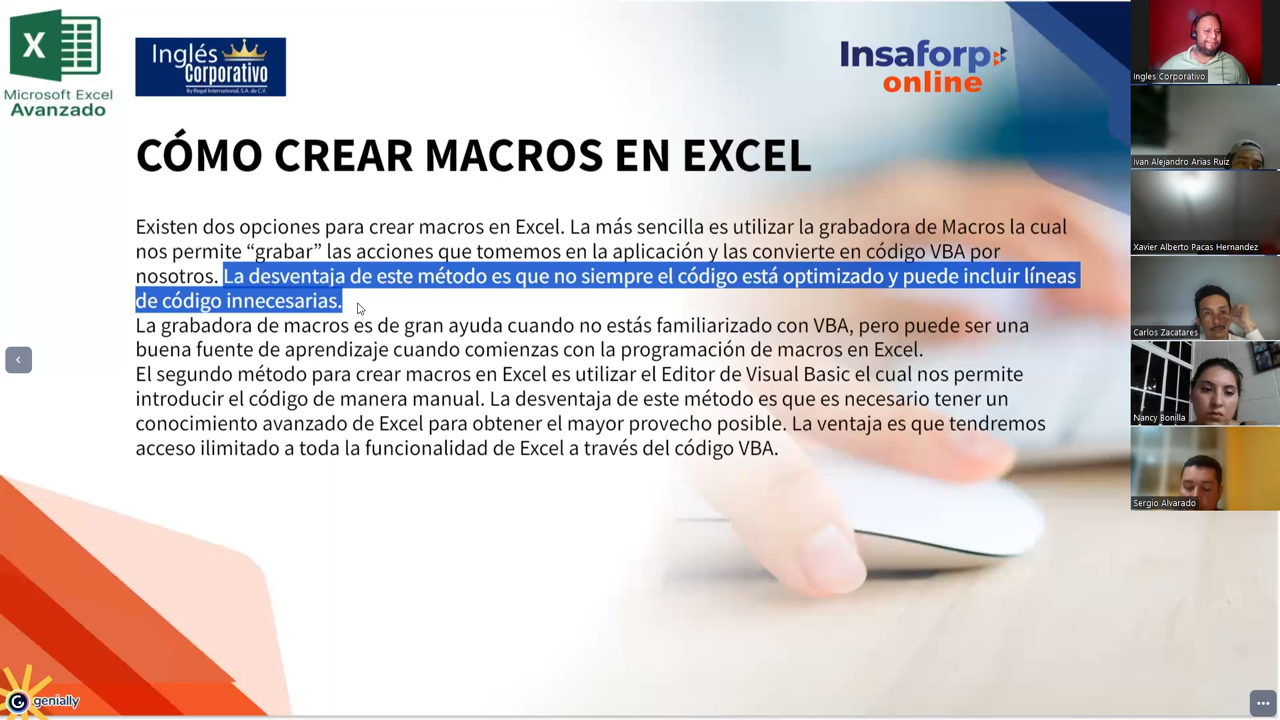 X
Microsoft Excel
Avanzado
Inglés
Corporativo
By Regal International, S.A. de C.V.
Insaforp
online
CÓMO CREAR MACROS EN EXCEL
Existen dos opciones para crear macros en Excel. La más sencilla es utilizar la grabadora de Macros la cual
nos permite “grabar” las acciones que tomemos en la aplicación y las convierte en código VBA por
nosotros. La desventaja de este método es que no siempre el código está optimizado y puede incluir líneas
de código innecesarias.
La grabadora de macros es de gran ayuda cuando no estás familiarizado con VBA, pero puede ser una
buena fuente de aprendizaje cuando comienzas con la programación de macros en Excel.
El segundo método para crear macros en Excel es utilizar el Editor de Visual Basic el cual nos permite
introducir el código de manera manual. La desventaja de este método es que es necesario tener un
conocimiento avanzado de Excel para obtener el mayor provecho posible. La ventaja es que tendremos
acceso ilimitado a toda la funcionalidad de Excel a través del código VBA.
genially
Ingles Corporativo
Ivan Alejandro Arias Ruiz
Xavier Alberto Pacas Hernandez
Carlos Zacatares
Nancy Bonilla
Sergio Alvarado